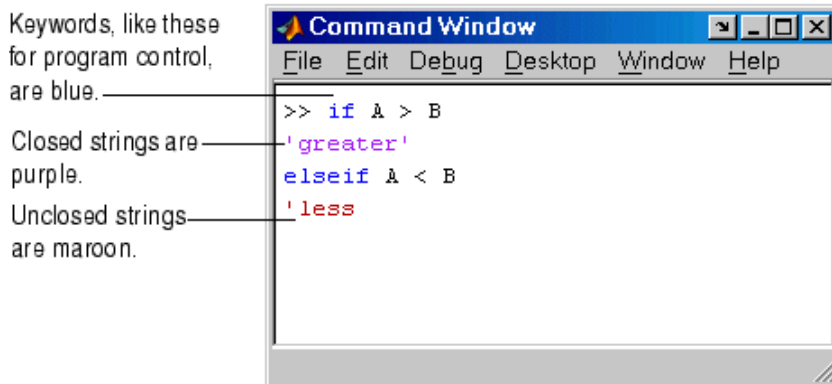 Keywords, like these
for program control,
are blue.
Closed strings are
purple.
Unclosed strings
are maroon.
Command Window
File Edit Debug Desktop Window Help
>> if A > B
'greater'
elseif A < B
'less